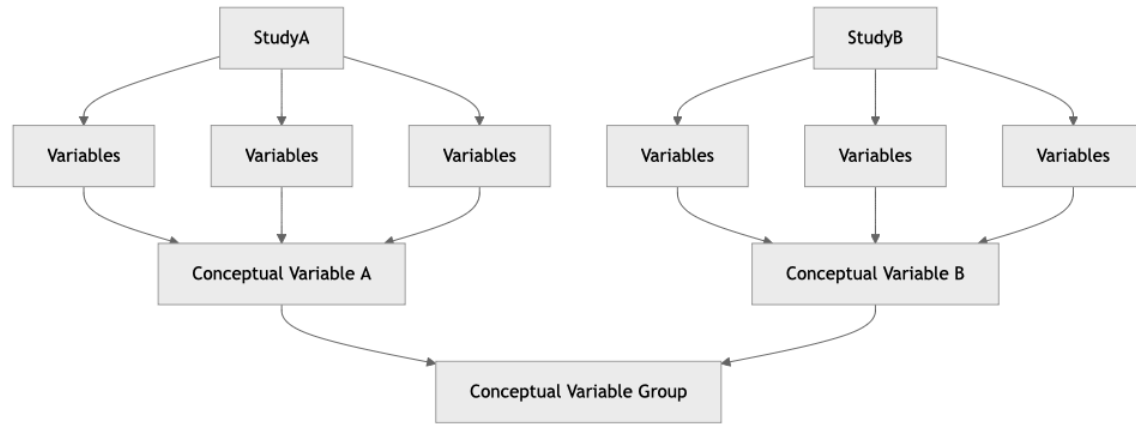 StudyA
StudyB
Variables
Variables
Variables
Variables
Variables
Variables
Conceptual Variable A
Conceptual Variable B
Conceptual Variable Group